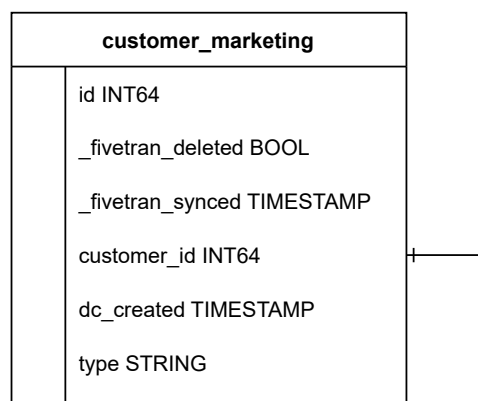 customer_marketing
id INT64
_fivetran_deleted BOOL
_fivetran_synced TIMESTAMP
customer_id INT64
dc_created TIMESTAMP
type STRING